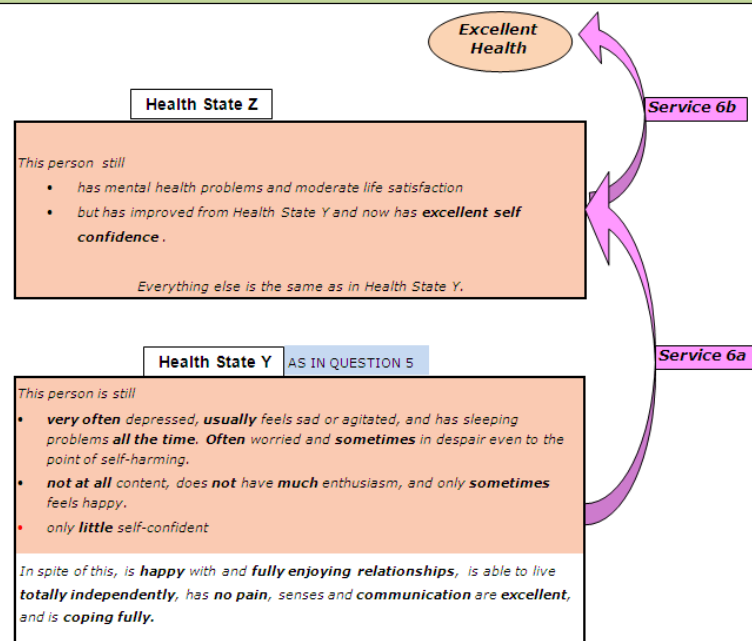 Excellent
Health
Service 6b
Health State Z
This person still
• has mental health problems and moderate life satisfaction
• but has improved from Health State Y and now has excellent self
confidence .
Everything else is the same as in Health State Y.
Service 6a
Health State Y AS IN QUESTION 5
This person is still
• very often depressed, usually feels sad or agitated, and has sleeping
problems all the time. Often worried and sometimes in despair even to the
point of self-harming.
• not at all content, does not have much enthusiasm, and only sometimes
feels happy.
• only little self-confident
In spite of this, is happy with and fully enjoying relationships, is able to live
totally independently, has no pain, senses and communication are excellent,
and is coping fully.